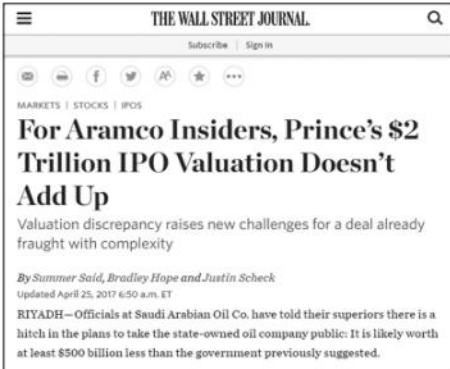 THE WALL STREET JOURNAL.
Subscribe | Sign In
MARKETS | STOCKS | IPOS
For Aramco Insiders, Prince's $2
Trillion IPO Valuation Doesn't
Add Up
Valuation discrepancy raises new challenges for a deal already
fraught with complexity
By Summer Said, Bradley Hope and Justin Scheck
Updated April 25, 2017 6:50 a.m. ET
RIYADH—Officials at Saudi Arabian Oil Co. have told their superiors there is a
hitch in the plans to take the state-owned oil company public: It is likely worth
at least $500 billion less than the government previously suggested.